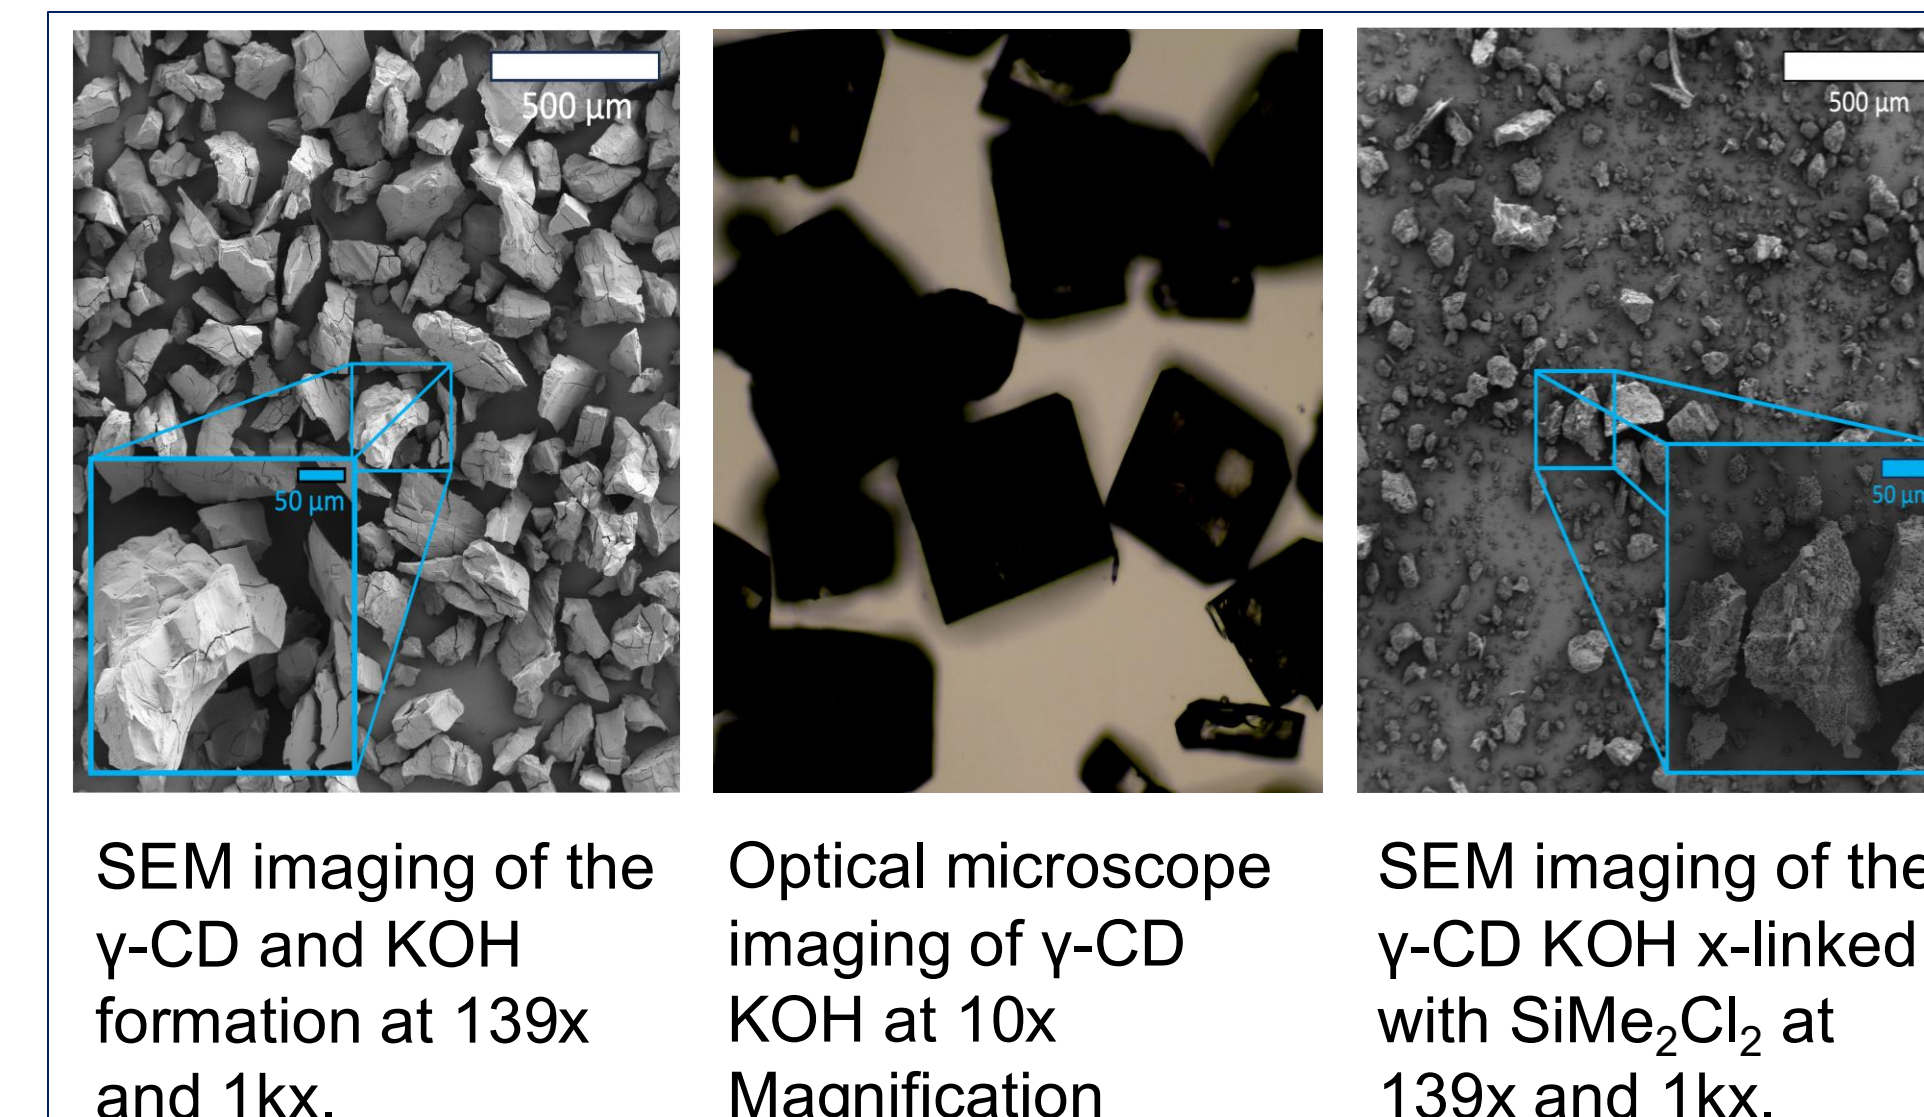 500 µm
50 µm
500 µm
50 µm
SEM imaging of the
γ-CD and KOH
formation at 139x
and 1kx.
Optical microscope
imaging of γ-CD
KOH at 10x
Magnification
SEM imaging of the
γ-CD KOH x-linked
with SiMe₂Cl₂ at
139x and 1kx.